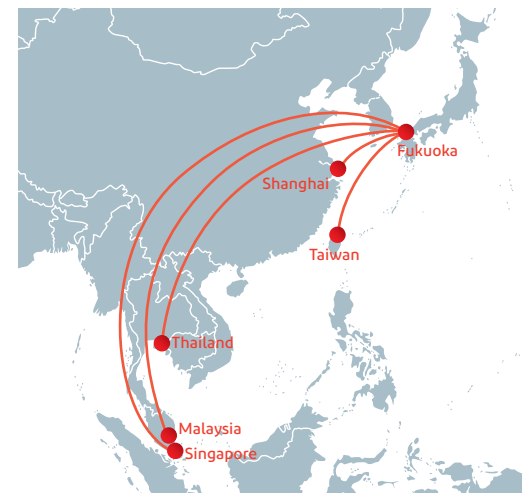 Fukuoka
Shanghai
Taiwan
Thailand
Malaysia
Singapore